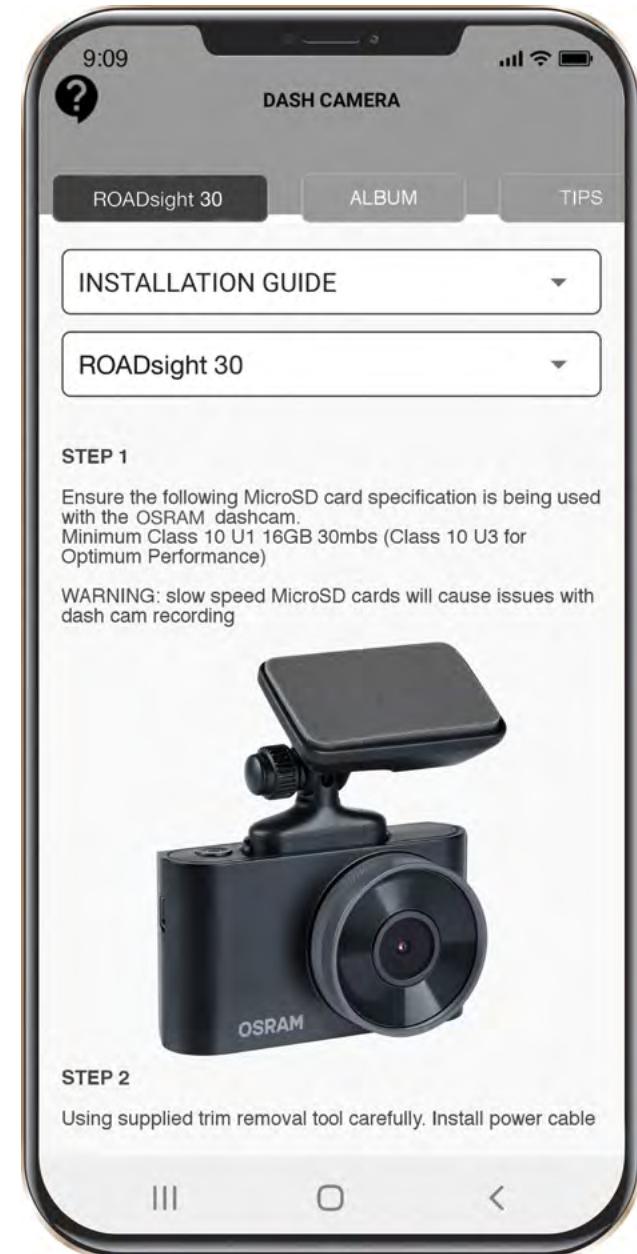 9:09
DASH CAMERA
ROADsight 30
ALBUM
TIPS
INSTALLATION GUIDE
ROADsight 30
STEP 1
Ensure the following MicroSD card specification is being used
with the OSRAM dashcam.
Minimum Class 10 U1 16GB 30mbs (Class 10 U3 for
Optimum Performance)
WARNING: slow speed MicroSD cards will cause issues with
dash cam recording
OSRAM
STEP 2
Using supplied trim removal tool carefully. Install power cable